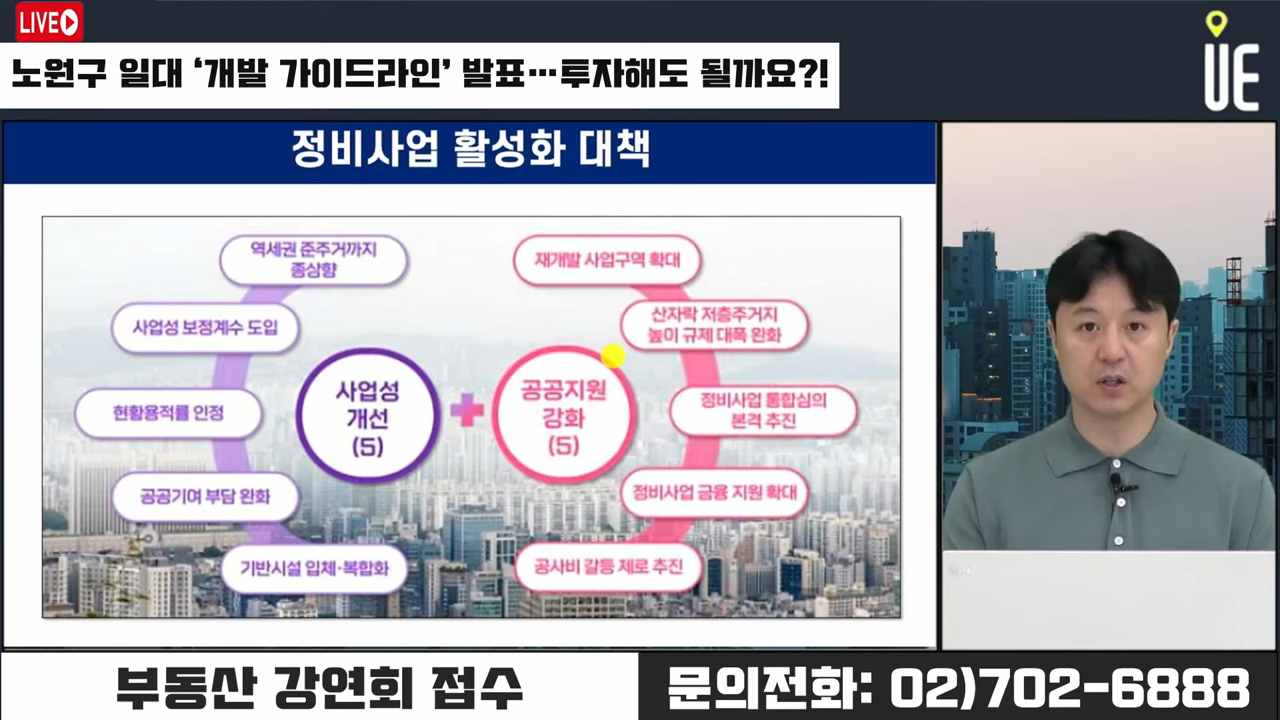 LIVE
노원구 일대 ‘개발 가이드라인’ 발표…투자해도 될까요?!
UE
정비사업 활성화 대책
역세권 준주거까지
종상향
사업성 보정계수 도입
현황용적률 인정
공공기여 부담 완화
기반시설 입체·복합화
사업성
개선
(5)
공공지원
강화
(5)
재개발 사업구역 확대
산자락 저층주거지
높이 규제 대폭 완화
정비사업 통합심의
본격 추진
정비사업 금융 지원 확대
공사비 갈등 제로 추진
부동산 강연회 접수
문의전화: 02)702-6888